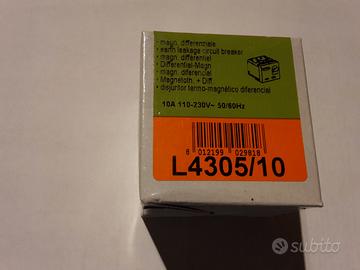 • magn. differenziale
• earth leakage circuit breaker
• magn. différentiel
• Differential-Magn
• magn. diferencial
• Magnetoth. + Diff.
• disjuntor termo-magnético diferencial
10A 110-230V~ 50/60Hz
8 012199 029818
L4305/10
subito